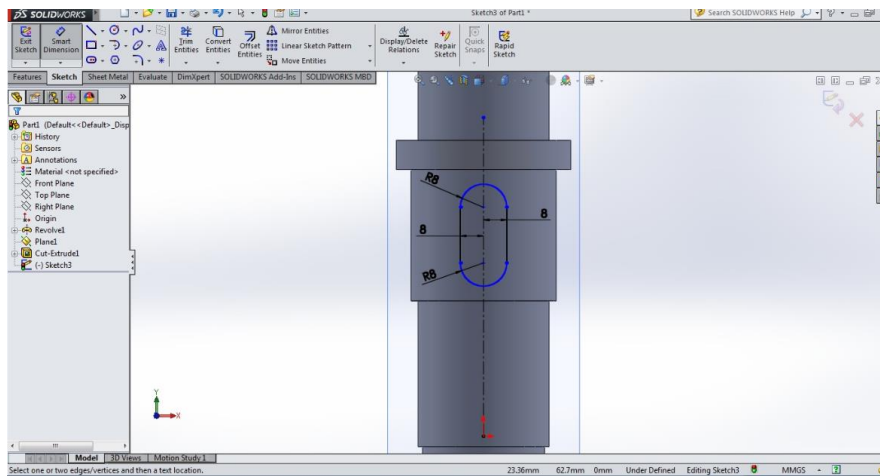 SOLIDWORKS
Sketch3 of Part1 *
Search SOLIDWORKS Help
Exit Sketch
Smart Dimension
Trim Entities
Convert Entities
Offset Entities
Mirror Entities
Linear Sketch Pattern
Move Entities
Display/Delete Relations
Repair Sketch
Quick Snaps
Rapid Sketch
Features Sketch Sheet Metal Evaluate DimXpert SOLIDWORKS Add-Ins SOLIDWORKS MBD
Part1 (Default<<Default>_Disp
History
Sensors
Annotations
Material <not specified>
Front Plane
Top Plane
Right Plane
Origin
Revolve1
Plane1
Cut-Extrude1
(-) Sketch3
R8
8
8
R8
Y
X
Model 3D Views Motion Study 1
Select one or two edges/vertices and then a text location.
23.36mm 62.7mm 0mm Under Defined Editing Sketch3 MMGS